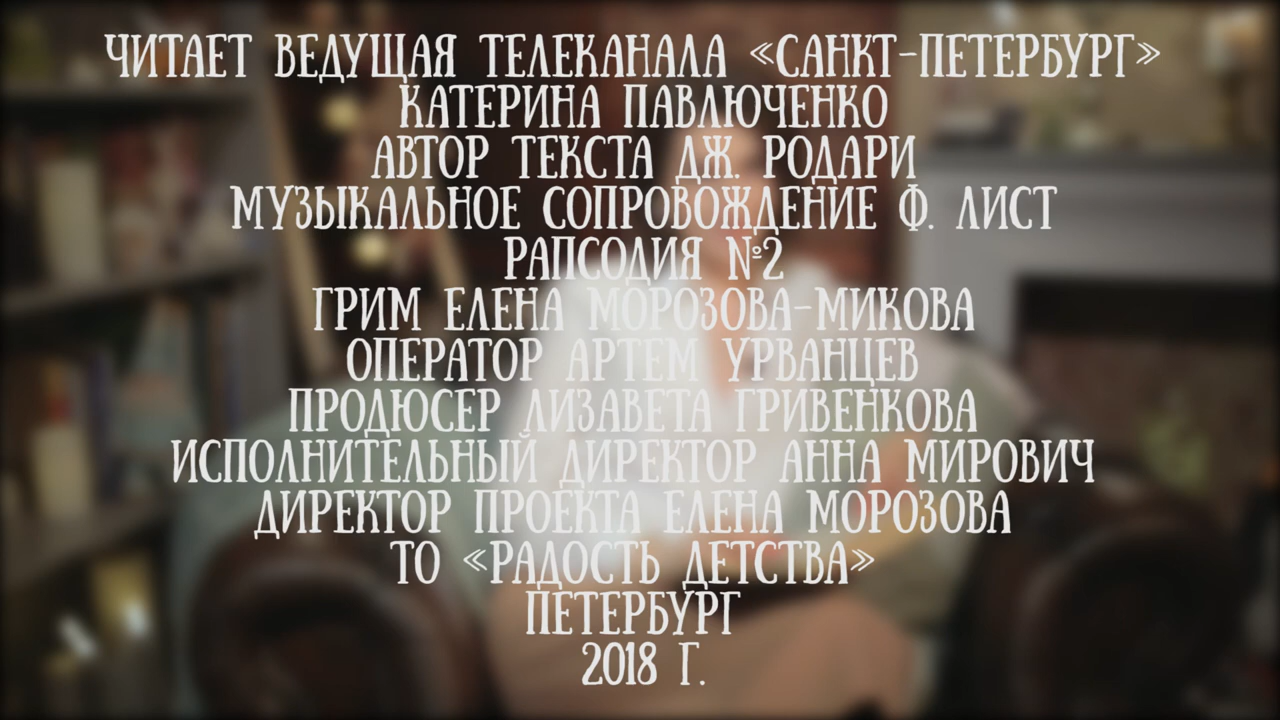 ЧИТАЕТ ВЕДУЩАЯ ТЕЛЕКАНАЛА «САНКТ-ПЕТЕРБУРГ»
КАТЕРИНА ПАВЛЮЧЕНКО
АВТОР ТЕКСТА ДЖ. РОДАРИ
МУЗЫКАЛЬНОЕ СОПРОВОЖДЕНИЕ Ф. ЛИСТ
РАПСОДИЯ №2
ГРИМ ЕЛЕНА МОРОЗОВА-МИКОВА
ОПЕРАТОР АРТЕМ УРВАНЦЕВ
ПРОДЮСЕР ЛИЗАВЕТА ГРИВЕНКОВА
ИСПОЛНИТЕЛЬНЫЙ ДИРЕКТОР АННА МИРОВИЧ
ДИРЕКТОР ПРОЕКТА ЕЛЕНА МОРОЗОВА
ТО «РАДОСТЬ ДЕТСТВА»
ПЕТЕРБУРГ
2018 Г.